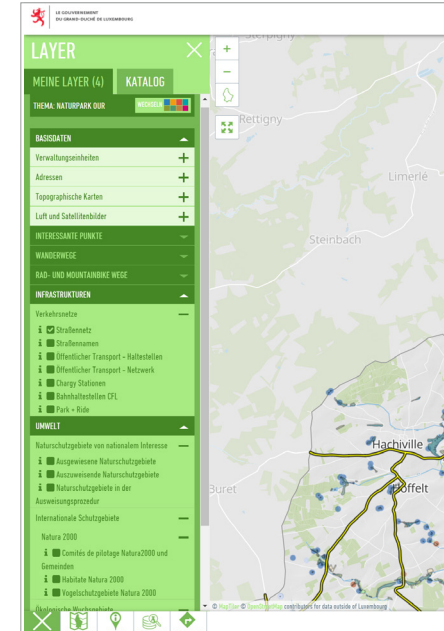 LE GOUVERNEMENT
DU GRAND-DUCHÉ DE LUXEMBOURG
LAYER
MEINE LAYER (4)
KATALOG
THEMA: NATURPARK OUR
WECHSELN
BASISDATEN
Verwaltungseinheiten
Adressen
Topographische Karten
Luft und Satellitenbilder
INTERESSANTE PUNKTE
WANDERWEGE
RAD- UND MOUNTAINBIKE WEGE
INFRASTRUKTUREN
Verkehrsnetze
Straßennetz
Straßennamen
Öffentlicher Transport - Haltestellen
Öffentlicher Transport - Netzwerk
Chargy Stationen
Bahnhaltestellen CFL
Park + Ride
UMWELT
Naturschutzgebiete von nationalem Interesse
Ausgewiesene Naturschutzgebiete
Auszuweisende Naturschutzgebiete
Naturschutzgebiete in der
Ausweisungsprozedur
Internationale Schutzgebiete
Natura 2000
Comités de pilotage Natura2000 und
Gemeinden
Habitate Natura 2000
Vogelschutzgebiete Natura 2000
Ökologische Wuchsgebiete
Rettigny
Limerlé
Steinbach
Hachiville
Hoffelt
Buret
© MapTiler © OpenStreetMap contributors for data outside of Luxembourg